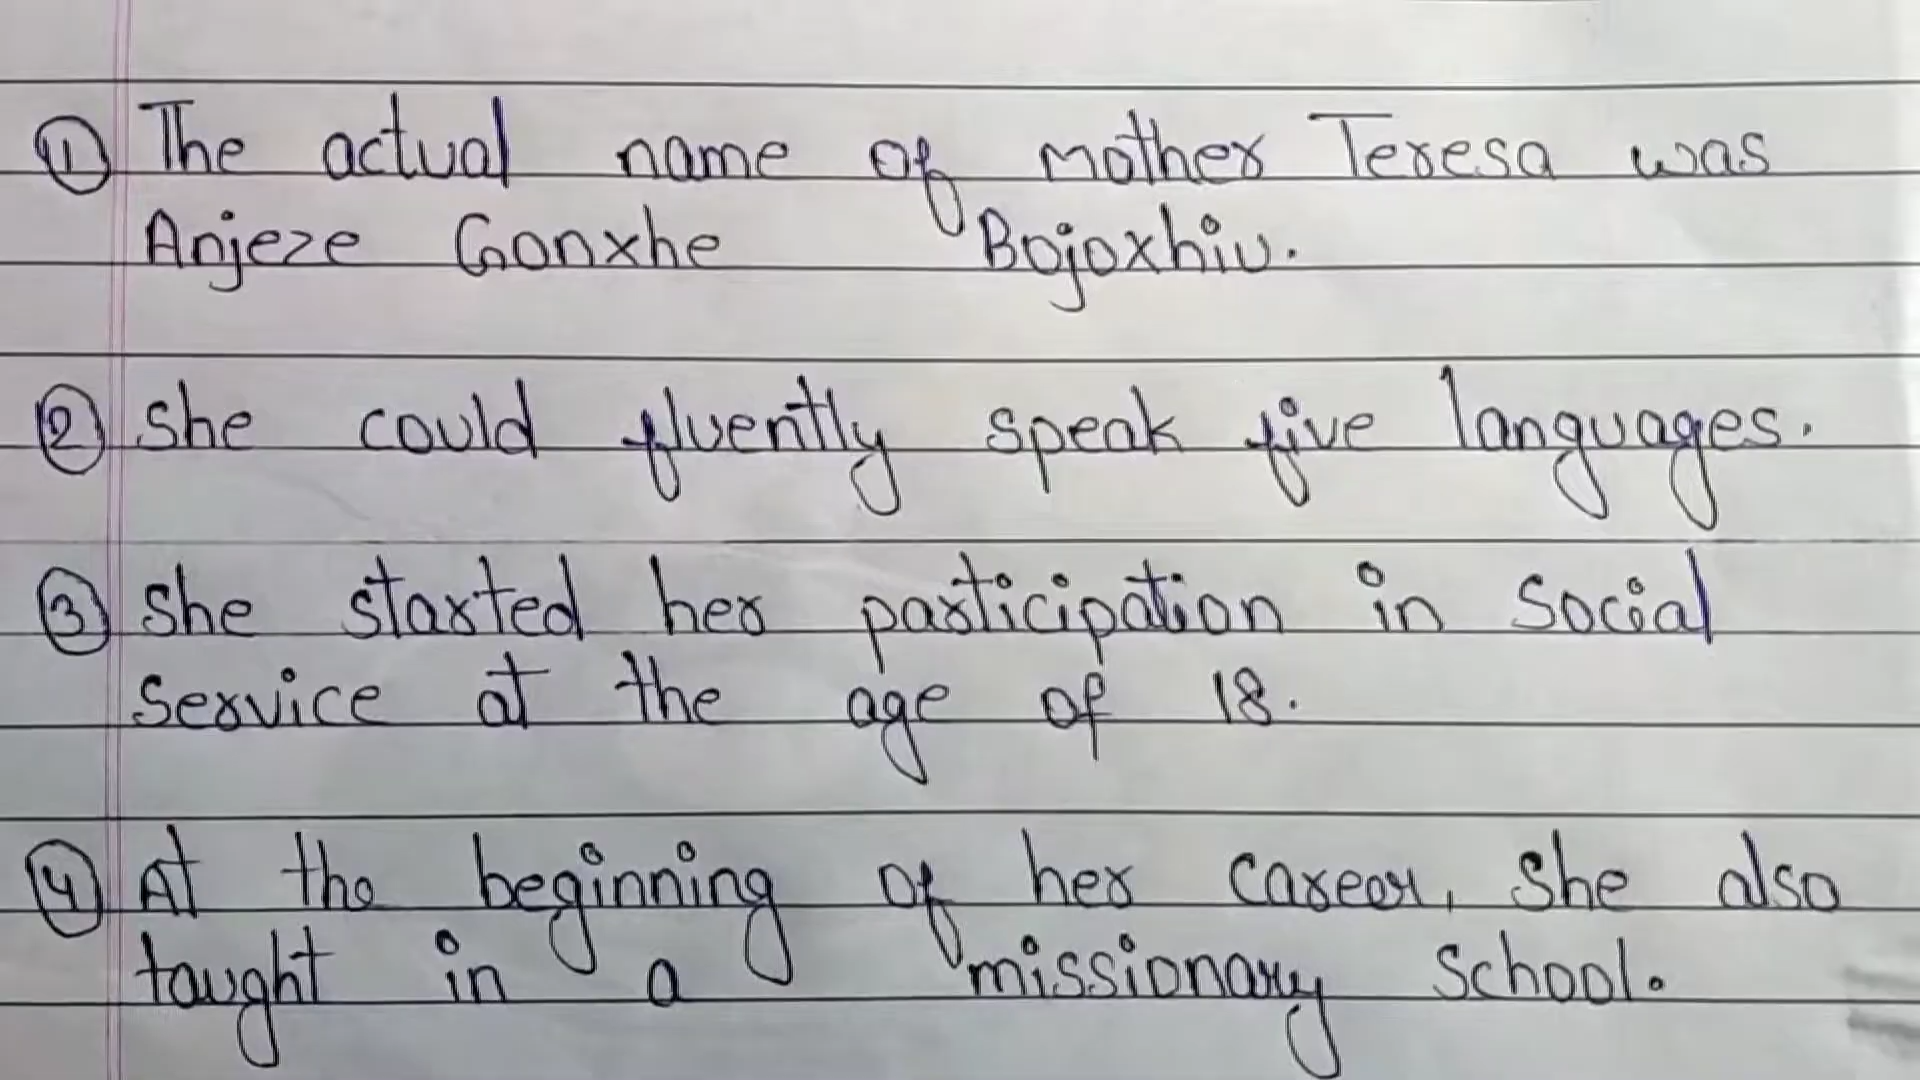 ① The actual name of mother Teresa was
Anjeze Gonxhe Bojoxhiu.
② She could fluently speak five languages.
③ She started her participation in Social
Service at the age of 18.
④ At the beginning of her career, She also
taught in a missionary School.